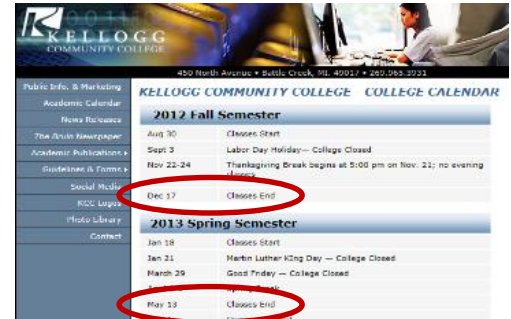 KELLOGG
COMMUNITY COLLEGE
450 North Avenue • Battle Creek, MI. 49017 • 269.965.3931
Public Info. & Marketing
Academic Calendar
News Releases
The Bruin Newspaper
Academic Publications
Guidelines & Forms
Social Media
KCC Logos
Photo Library
Contact
KELLOGG COMMUNITY COLLEGE COLLEGE CALENDAR
2012 Fall Semester
Aug 30 Classes Start
Sept 3 Labor Day Holiday— College Closed
Nov 22-24 Thanksgiving Break begins at 5:00 pm on Nov. 21; no evening
classes
Dec 17 Classes End
2013 Spring Semester
Jan 18 Classes Start
Jan 21 Martin Luther King Day — College Closed
March 29 Good Friday — College Closed
May 13 Classes End